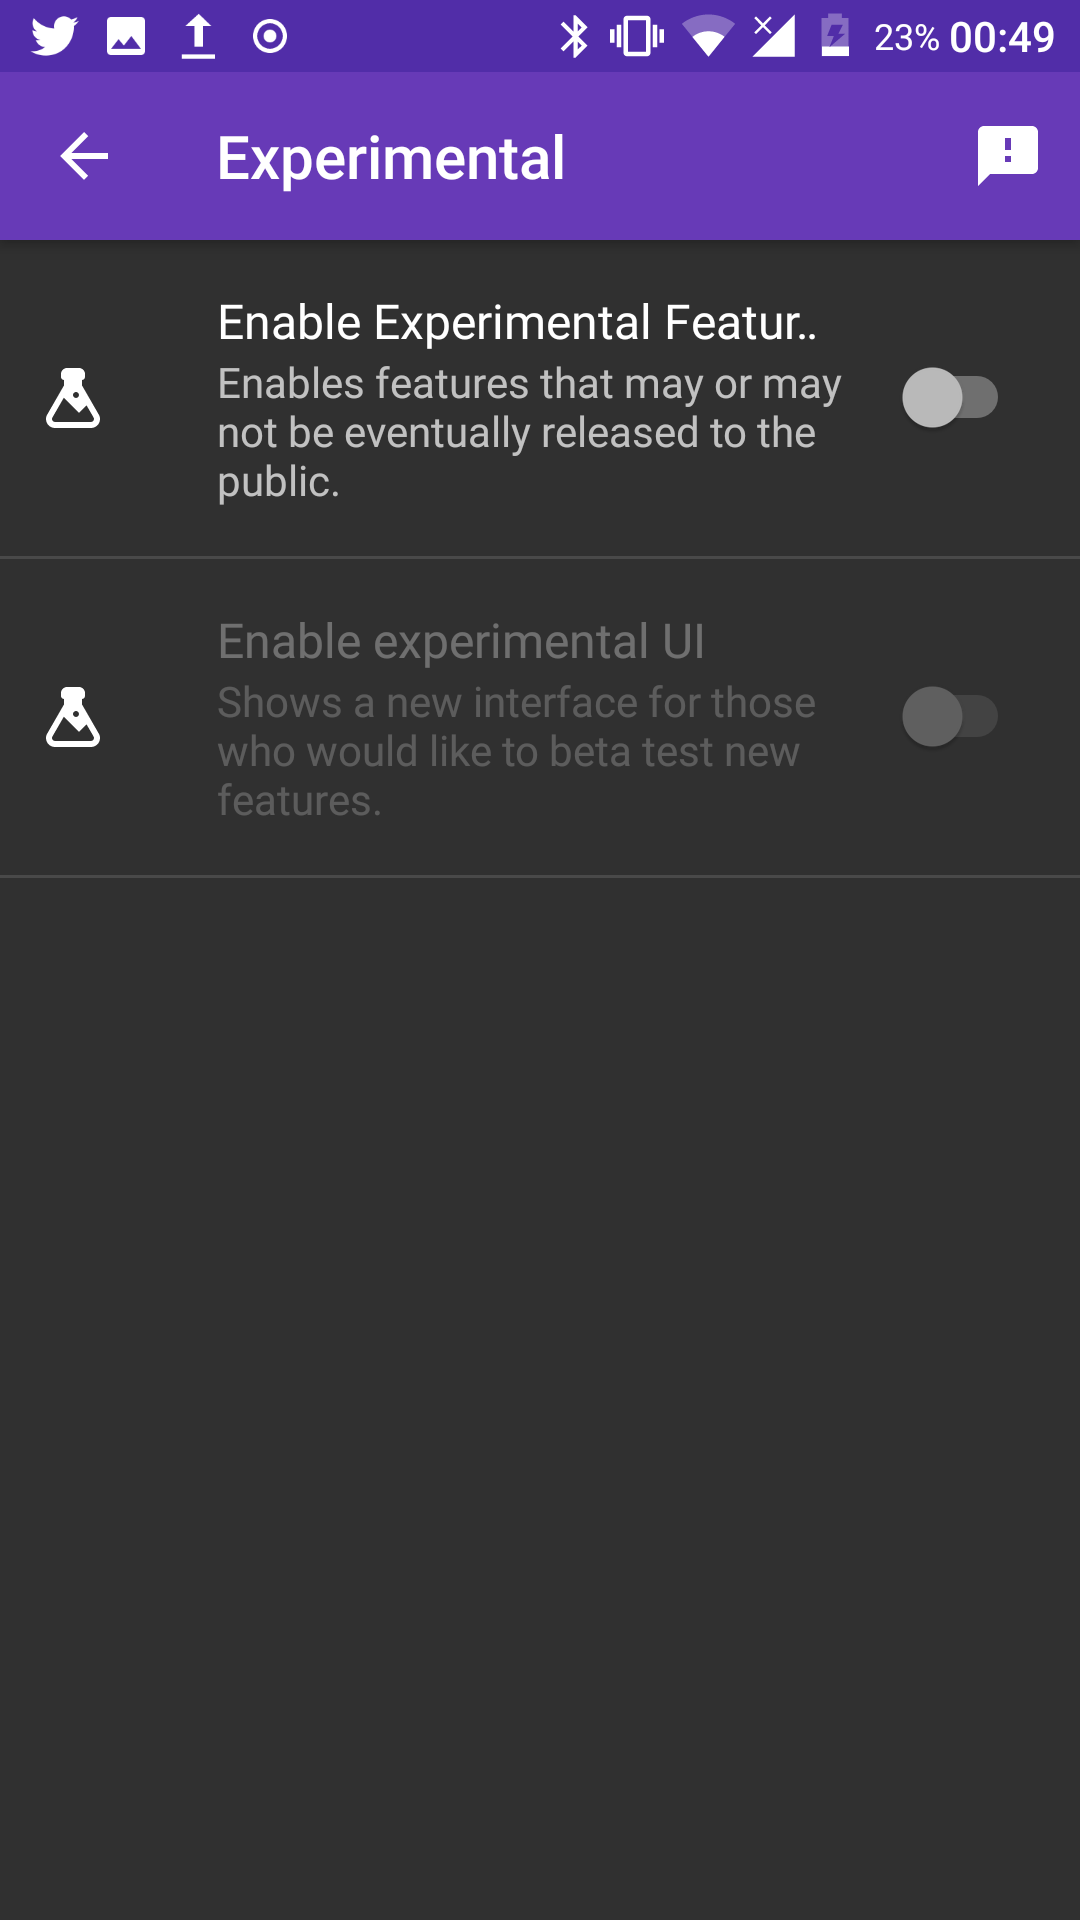 23% 00:49
Experimental
Enable Experimental Featur..
Enables features that may or may
not be eventually released to the
public.
Enable experimental UI
Shows a new interface for those
who would like to beta test new
features.